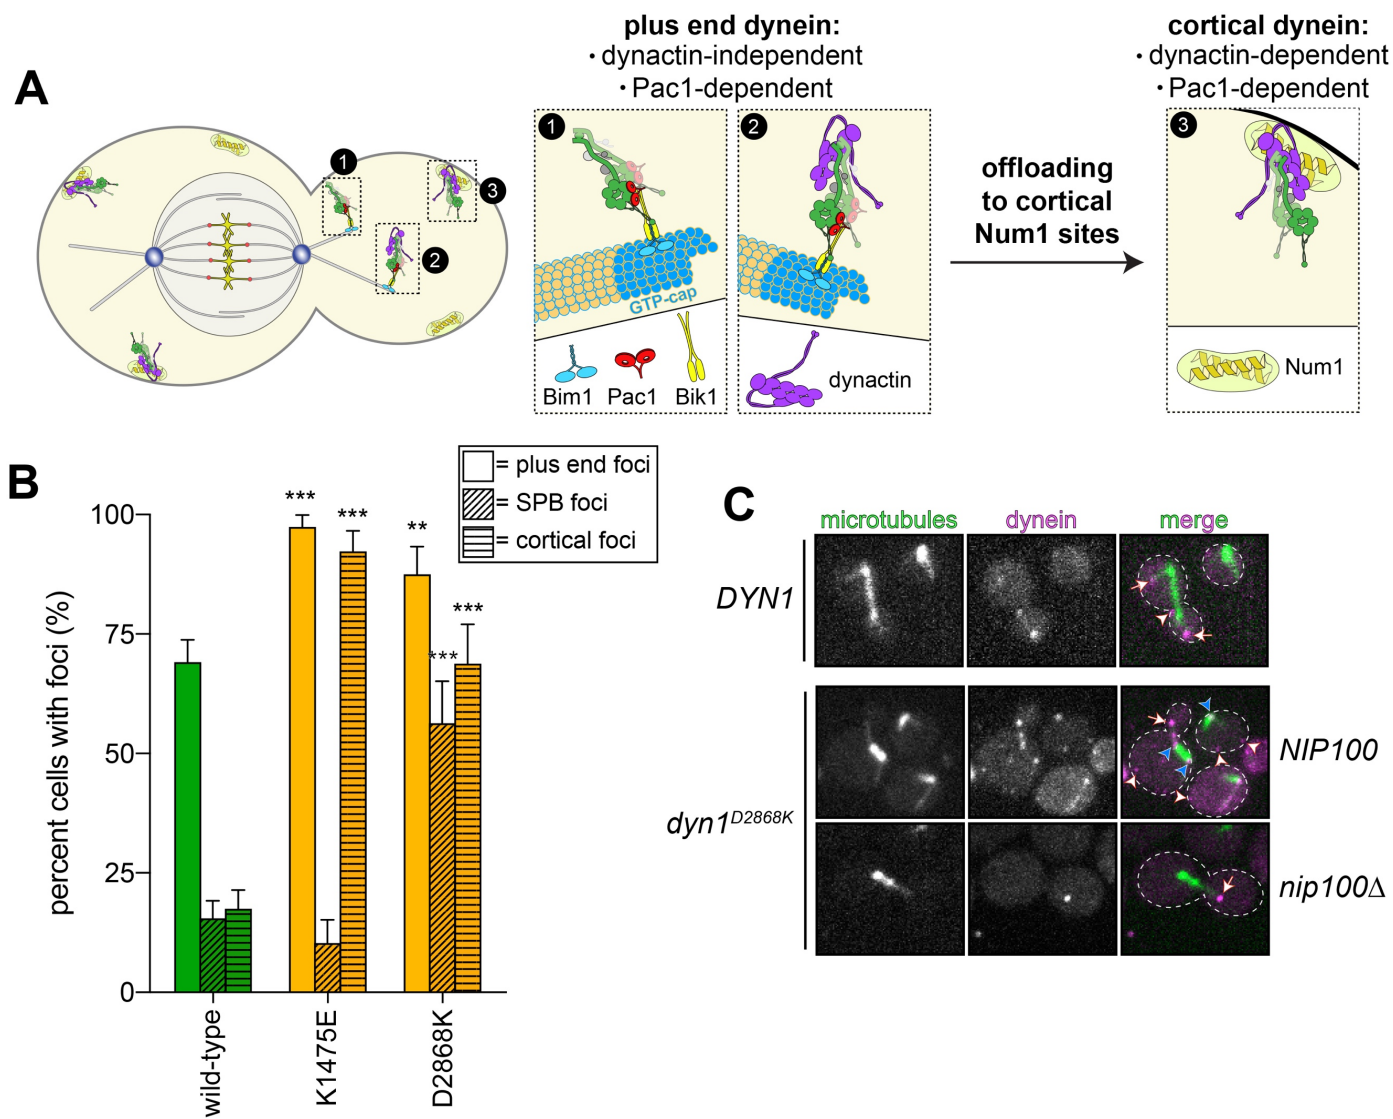 A
plus end dynein:
· dynactin-independent
· Pac1-dependent
cortical dynein:
· dynactin-dependent
· Pac1-dependent
1
2
3
1
GTP-cap
Bim1 Pac1 Bik1
2
dynactin
offloading
to cortical
Num1 sites
3
Num1
B
= plus end foci
= SPB foci
= cortical foci
percent cells with foci (%)
100
75
50
25
0
***
***
**
***
***
wild-type
K1475E
D2868K
C
microtubules dynein merge
DYN1
dyn1D2868K
NIP100
nip100Δ